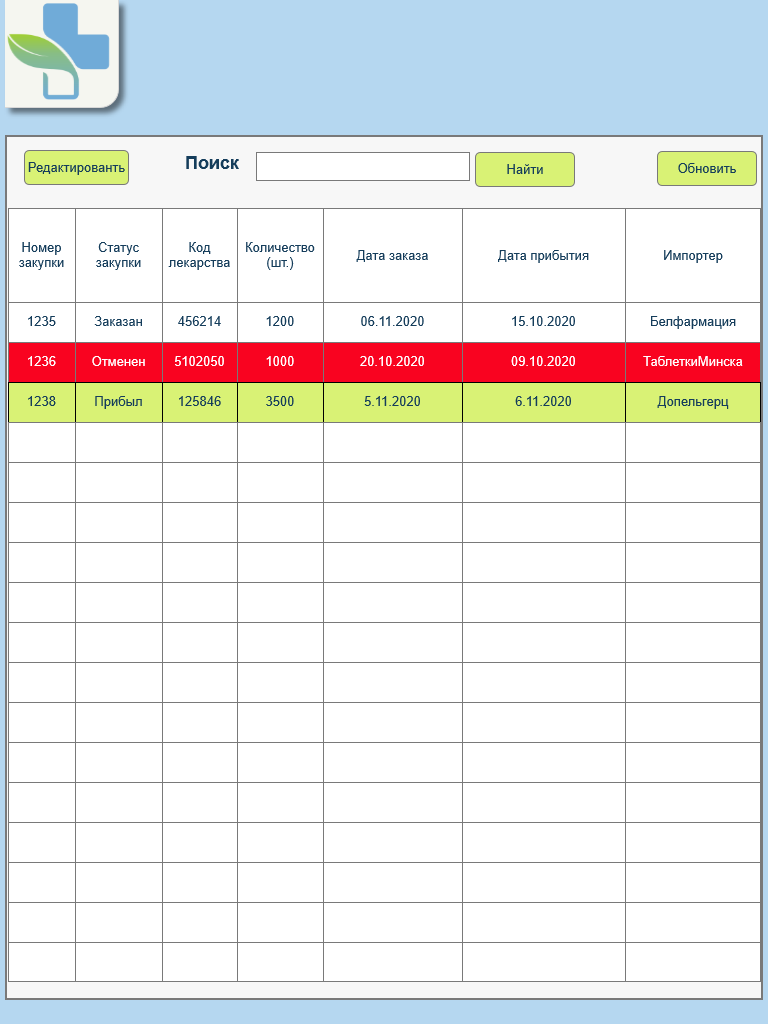 Редактированть
Поиск
Найти
Обновить
Номер закупки
Статус закупки
Код лекарства
Количество (шт.)
Дата заказа
Дата прибытия
Импортер
1235 Заказан 456214 1200 06.11.2020 15.10.2020 Белфармация
1236 Отменен 5102050 1000 20.10.2020 09.10.2020 ТаблеткиМинска
1238 Прибыл 125846 3500 5.11.2020 6.11.2020 Допельгерц